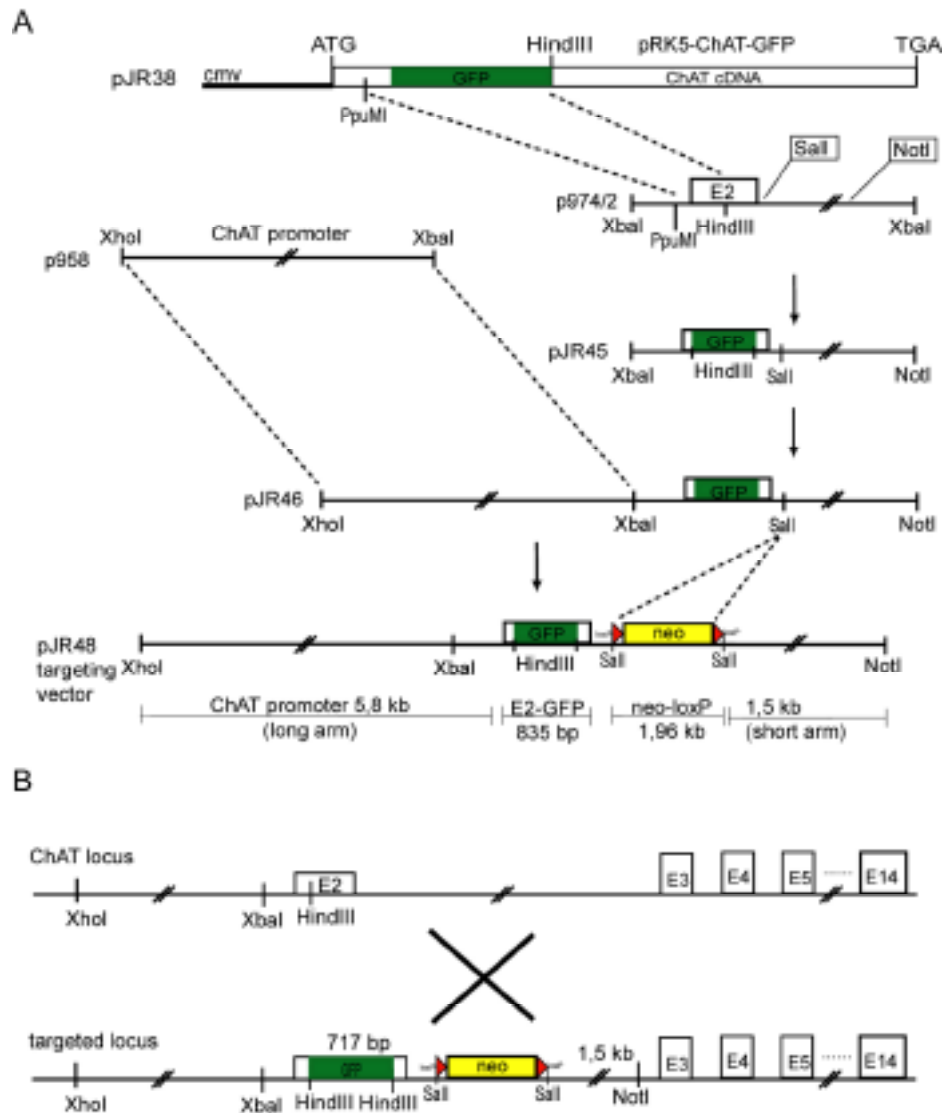 A
ATG HindIII pRK5-ChAT-GFP TGA
pJR38 cmv GFP ChAT cDNA
PpuMI
SalI NotI
p974/2 E2
XbaI PpuMI HindIII XbaI
XhoI ChAT promoter XbaI
p958
pJR45 GFP
XbaI HindIII SalI NotI
pJR46 GFP
XhoI XbaI SalI NotI
pJR48 targeting vector GFP neo
XhoI XbaI HindIII SalI SalI NotI
ChAT promoter 5,8 kb E2-GFP neo-loxP 1,5 kb
(long arm) 835 bp 1,96 kb (short arm)
B
ChAT locus
E2 E3 E4 E5 ...... E14
XhoI XbaI HindIII
targeted locus 717 bp 1,5 kb
GFP neo E3 E4 E5 ...... E14
XhoI XbaI HindIII HindIII SalI SalI NotI